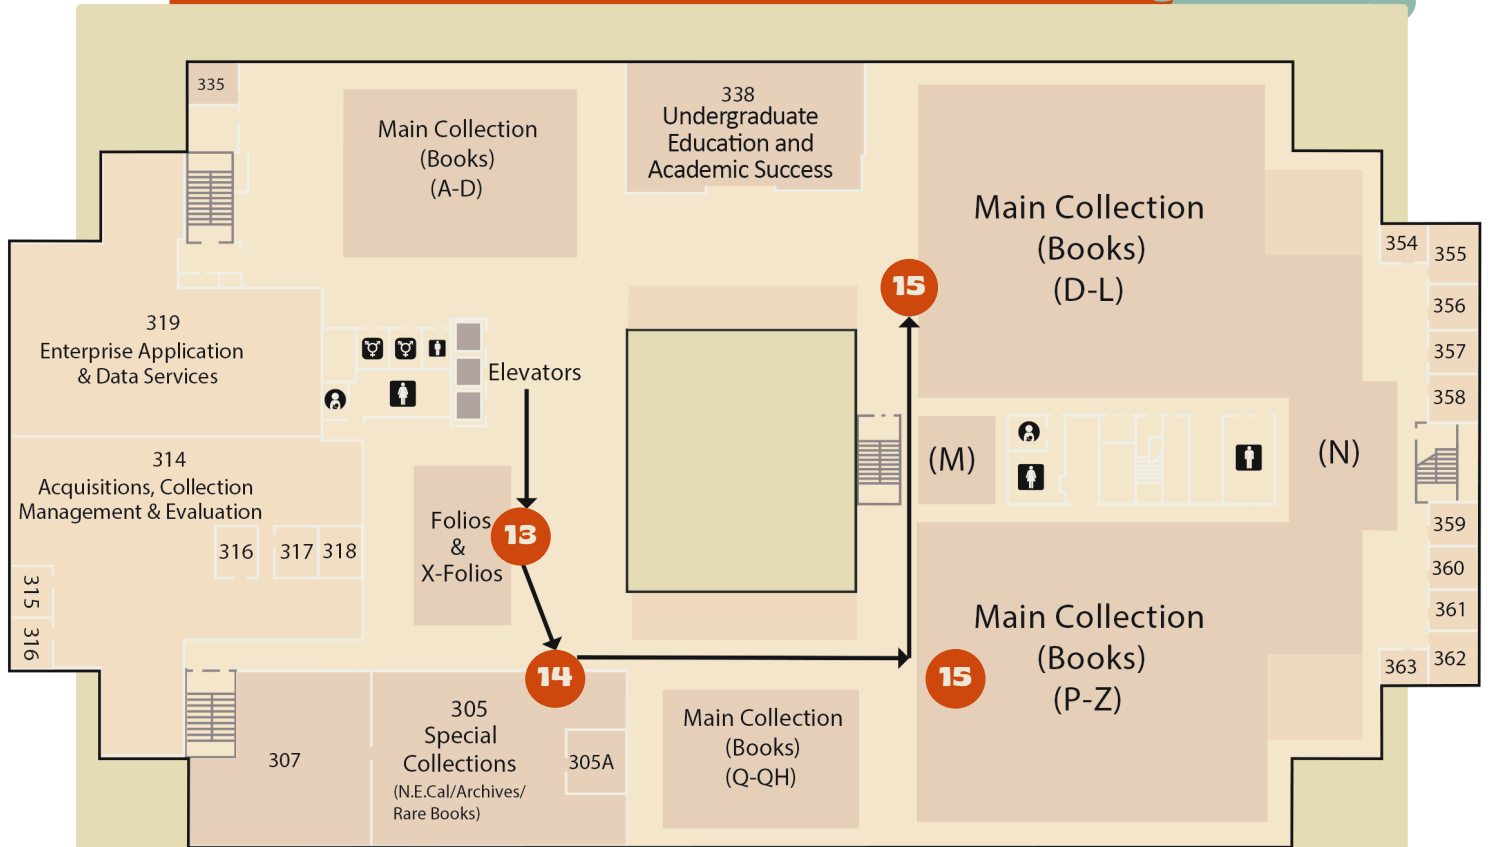 335
Main Collection
(Books)
(A-D)
338
Undergraduate
Education and
Academic Success
Main Collection
(Books)
(D-L)
15
354
355
356
357
358
319
Enterprise Application
& Data Services
Elevators
314
Acquisitions, Collection
Management & Evaluation
316
317
318
315
316
Folios
&
X-Folios
13
(M)
(N)
359
360
361
362
363
14
15
Main Collection
(Books)
(P-Z)
307
305
Special
Collections
(N.E.Cal/Archives/
Rare Books)
305A
Main Collection
(Books)
(Q-QH)